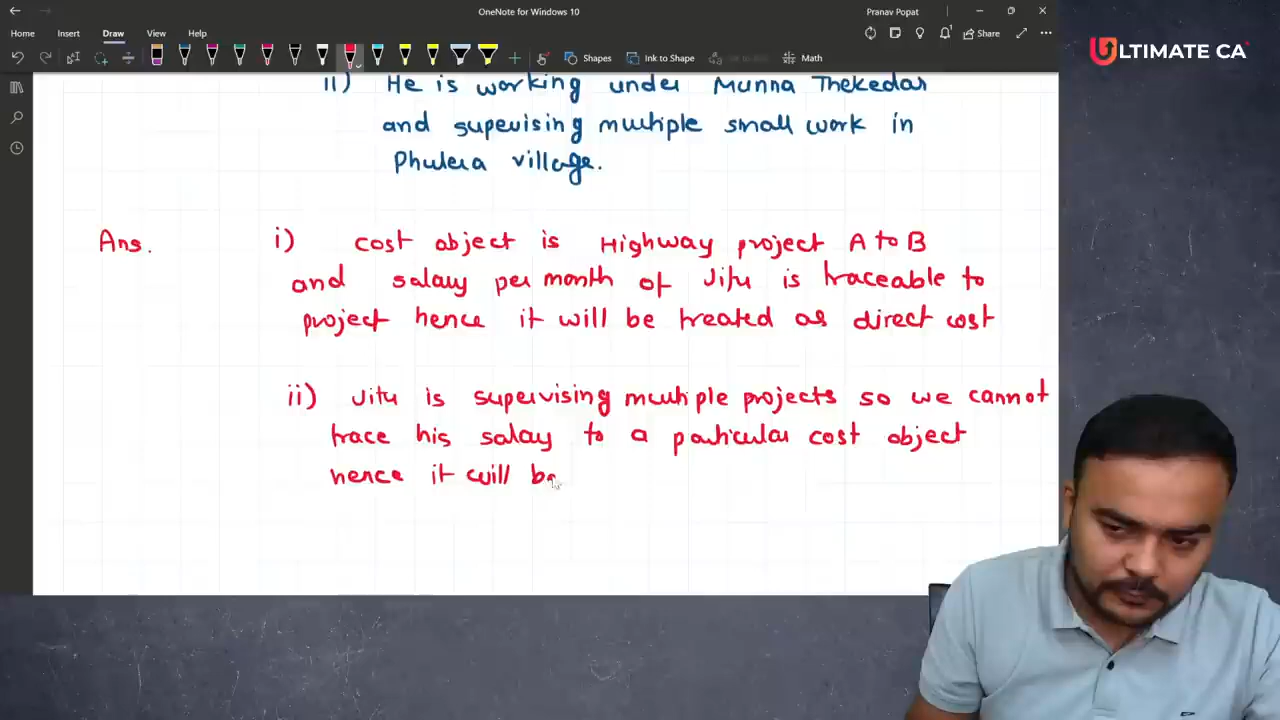 OneNote for Windows 10
Pranav Popat
Home Insert Draw View Help
Share
Shapes Ink to Shape Math
ULTIMATE CA
ii) He is working under Munna Thekedar
and supevising multiple small work in
Phulera village.
Ans. i) cost object is Highway project A to B
and salary per month of Jitu is traceable to
project hence it will be treated as direct cost
ii) Jitu is supervising multiple projects so we cannot
trace his salay to a particular cost object
hence it will be